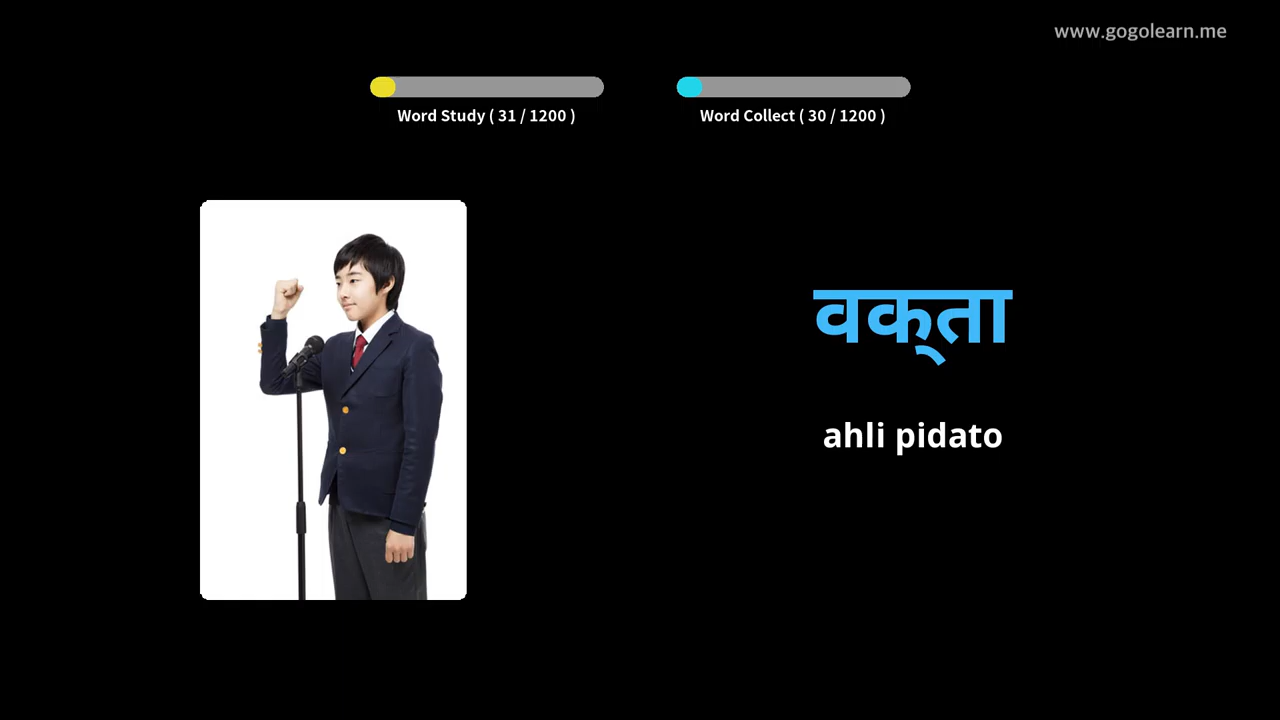 www.gogolearn.me
Word Study ( 31 / 1200 )
Word Collect ( 30 / 1200 )
वक्ता
ahli pidato